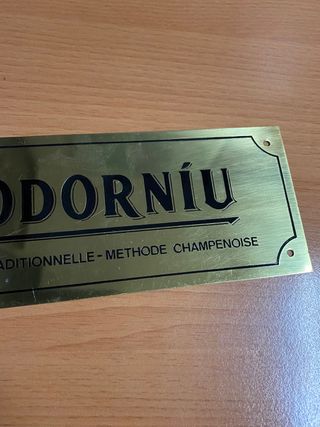 ODORNÍU
ADITIONNELLE - METHODE CHAMPENOISE